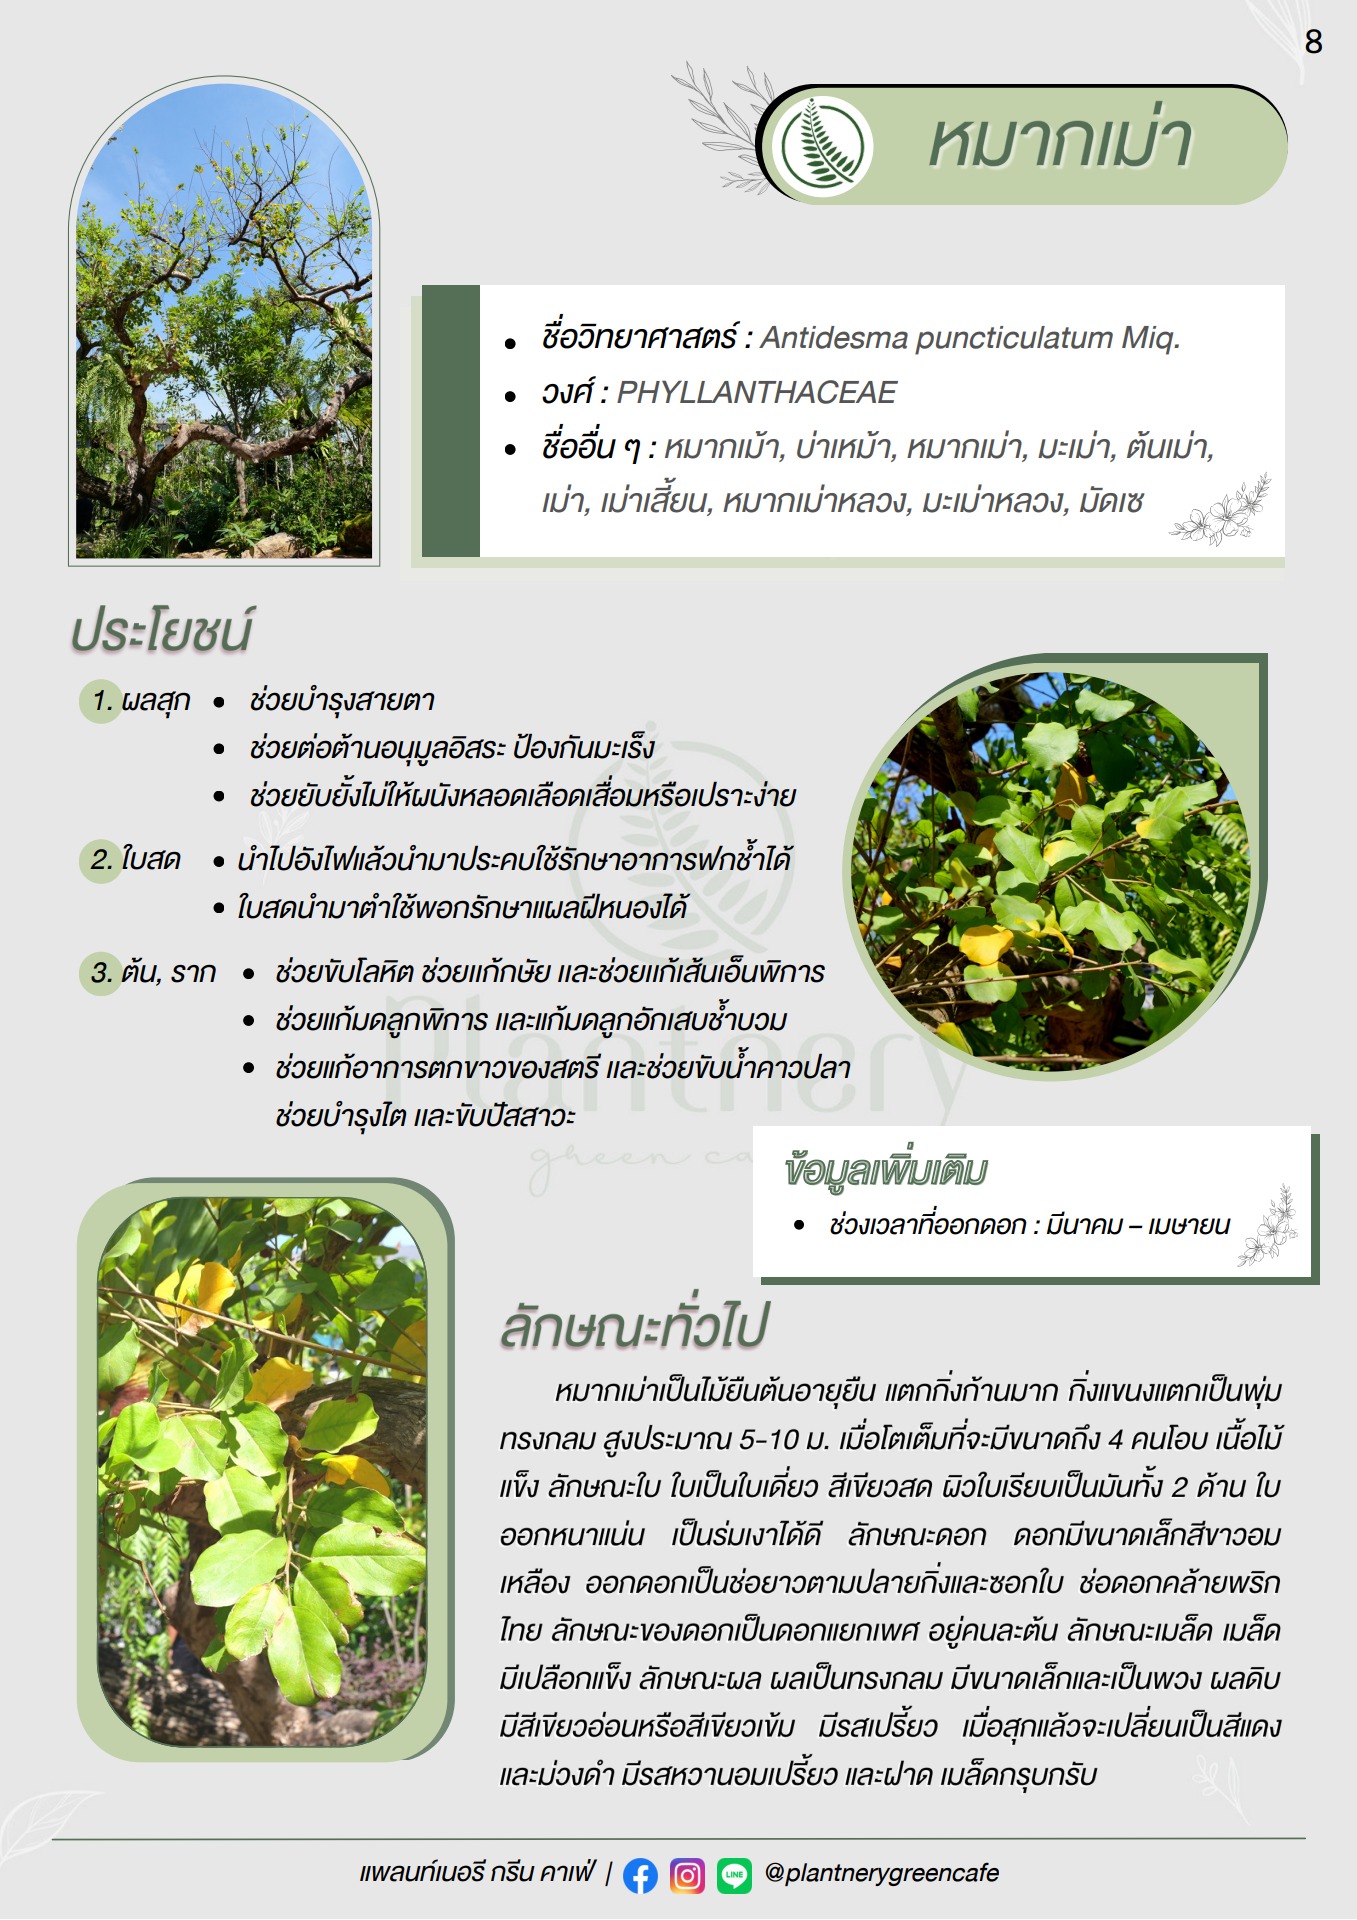 8
หมากเม่า
• ชื่อวิทยาศาสตร์ : Antidesma puncticulatum Miq.
• วงศ์ : PHYLLANTHACEAE
• ชื่ออื่น ๆ : หมากเม้า, บ่าเหม้า, หมากเม่า, มะเม่า, ต้นเม่า,
เม่า, เม่าเสี้ยน, หมากเม่าหลวง, มะเม่าหลวง, มัดเซ
ประโยชน์
1. ผลสุก • ช่วยบำรุงสายตา
• ช่วยต่อต้านอนุมูลอิสระ ป้องกันมะเร็ง
• ช่วยยับยั้งไม่ให้ผนังหลอดเลือดเสื่อมหรือเปราะง่าย
2. ใบสด • นำไปอังไฟแล้วนำมาประคบใช้รักษาอาการฟกช้ำได้
• ใบสดนำมาตำใช้พอกรักษาแผลฝีหนองได้
3. ต้น, ราก • ช่วยขับโลหิต ช่วยแก้กษัย และช่วยแก้เส้นเอ็นพิการ
• ช่วยแก้มดลูกพิการ และแก้มดลูกอักเสบช้ำบวม
• ช่วยแก้อาการตกขาวของสตรี และช่วยขับน้ำคาวปลา
ช่วยบำรุงไต และขับปัสสาวะ
Plantnery
green ca
ข้อมูลเพิ่มเติม
• ช่วงเวลาที่ออกดอก : มีนาคม – เมษายน
ลักษณะทั่วไป
หมากเม่าเป็นไม้ยืนต้นอายุยืน แตกกิ่งก้านมาก กิ่งแขนงแตกเป็นพุ่ม
ทรงกลม สูงประมาณ 5-10 ม. เมื่อโตเต็มที่จะมีขนาดถึง 4 คนโอบ เนื้อไม้
แข็ง ลักษณะใบ ใบเป็นใบเดี่ยว สีเขียวสด ผิวใบเรียบเป็นมันทั้ง 2 ด้าน ใบ
ออกหนาแน่น เป็นร่มเงาได้ดี ลักษณะดอก ดอกมีขนาดเล็กสีขาวอม
เหลือง ออกดอกเป็นช่อยาวตามปลายกิ่งและซอกใบ ช่อดอกคล้ายพริก
ไทย ลักษณะของดอกเป็นดอกแยกเพศ อยู่คนละต้น ลักษณะเมล็ด เมล็ด
มีเปลือกแข็ง ลักษณะผล ผลเป็นทรงกลม มีขนาดเล็กและเป็นพวง ผลดิบ
มีสีเขียวอ่อนหรือสีเขียวเข้ม มีรสเปรี้ยว เมื่อสุกแล้วจะเปลี่ยนเป็นสีแดง
และม่วงดำ มีรสหวานอมเปรี้ยว และฝาด เมล็ดกรุบกรับ
แพลนท์เนอรี กรีน คาเฟ่ | LINE @plantnerygreencafe